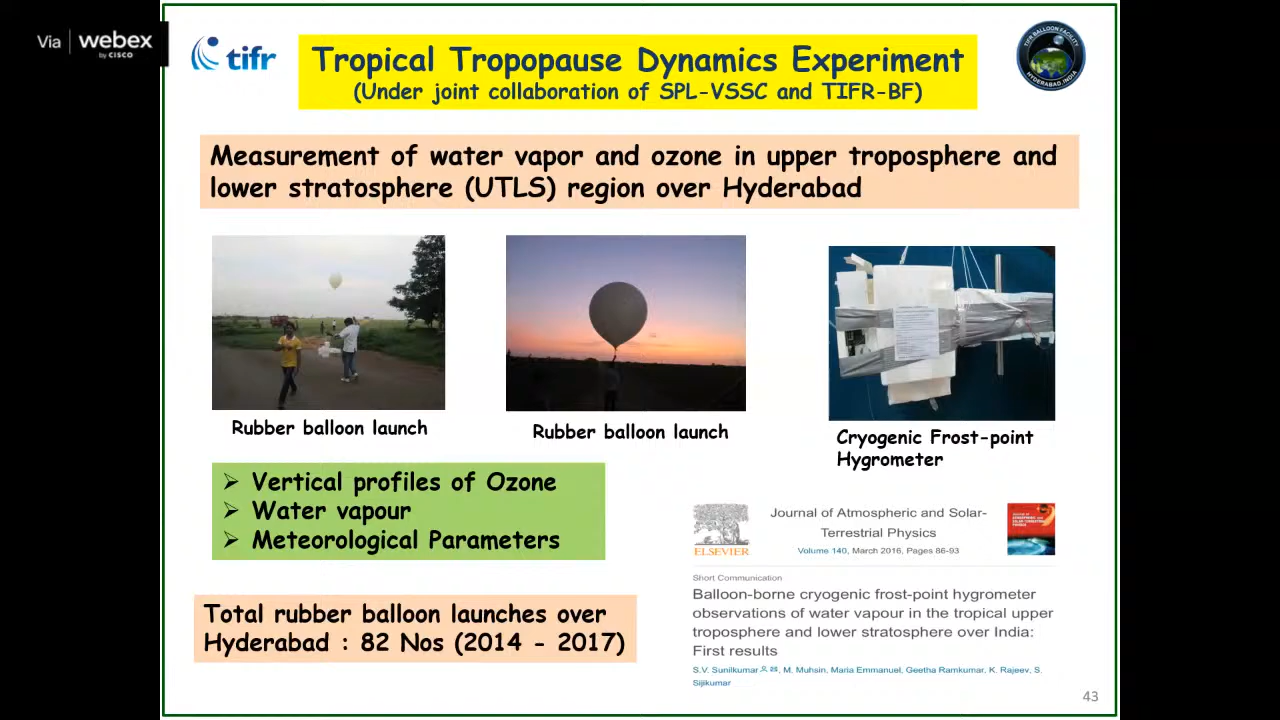 Via webex
by CISCO
tifr
Tropical Tropopause Dynamics Experiment
(Under joint collaboration of SPL-VSSC and TIFR-BF)
TIFR BALLOON FACILITY
HYDERABAD, INDIA
Measurement of water vapor and ozone in upper troposphere and
lower stratosphere (UTLS) region over Hyderabad
Rubber balloon launch
Rubber balloon launch
Cryogenic Frost-point
Hygrometer
➢ Vertical profiles of Ozone
➢ Water vapour
➢ Meteorological Parameters
Total rubber balloon launches over
Hyderabad : 82 Nos (2014 - 2017)
ELSEVIER
Journal of Atmospheric and Solar-
Terrestrial Physics
Volume 140, March 2016, Pages 86-93
Short Communication
Balloon-borne cryogenic frost-point hygrometer
observations of water vapour in the tropical upper
troposphere and lower stratosphere over India:
First results
S.V. Sunilkumar, M. Muhsin, Maria Emmanuel, Geetha Ramkumar, K. Rajeev, S.
Sijikumar
43